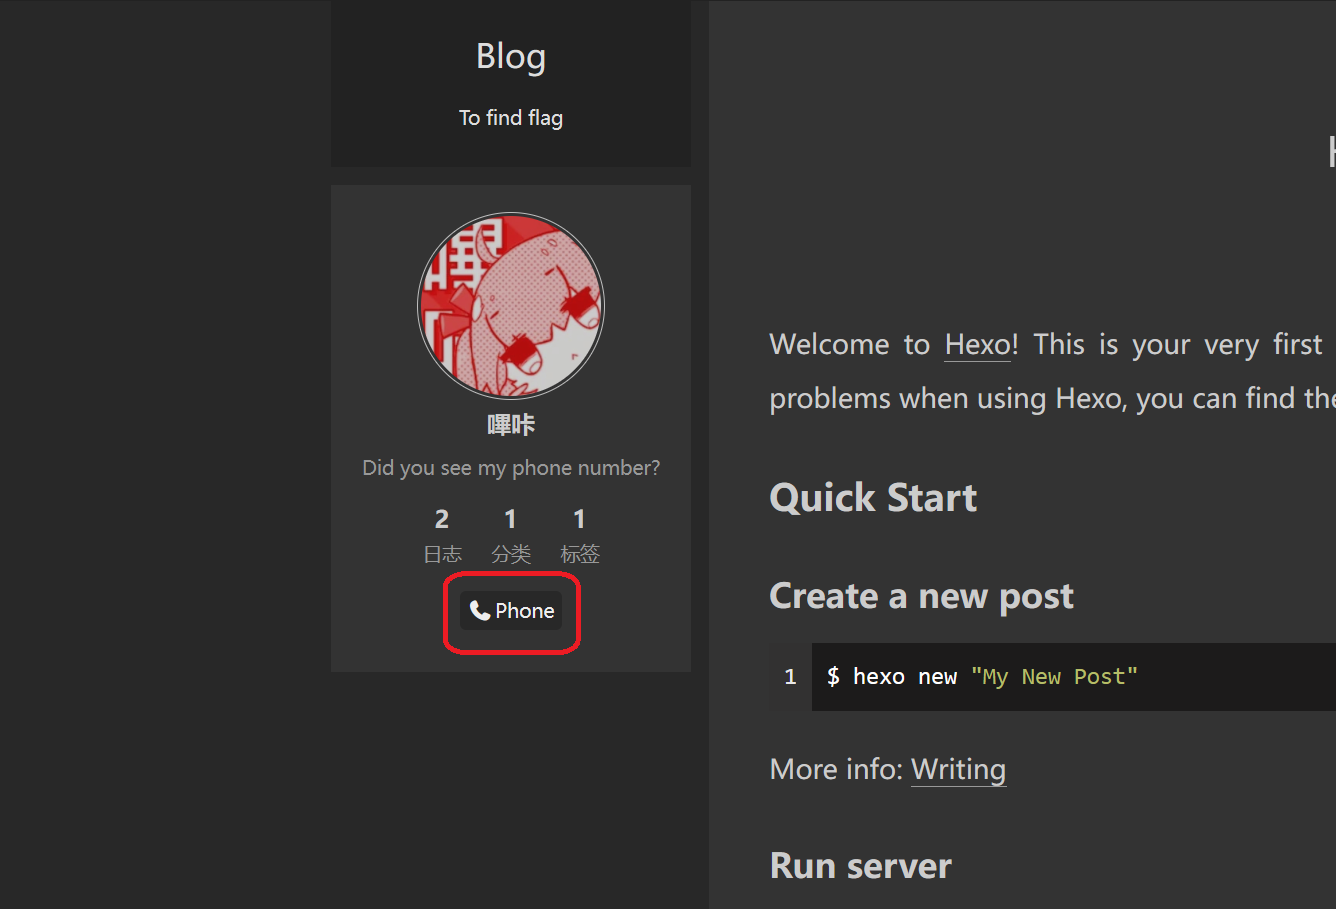 Blog
To find flag
嗶
嗶咔
Did you see my phone number?
2 1 1
日志 分类 标签
Phone
Welcome to Hexo! This is your very first
problems when using Hexo, you can find the
Quick Start
Create a new post
1 $ hexo new "My New Post"
More info: Writing
Run server